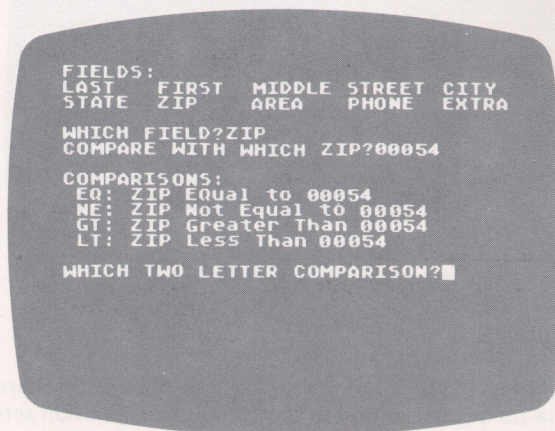 FIELDS:
LAST FIRST MIDDLE STREET CITY
STATE ZIP AREA PHONE EXTRA
WHICH FIELD?ZIP
COMPARE WITH WHICH ZIP?00054
COMPARISONS:
EQ: ZIP EQual to 00054
NE: ZIP Not Equal to 00054
GT: ZIP Greater Than 00054
LT: ZIP Less Than 00054
WHICH TWO LETTER COMPARISON?